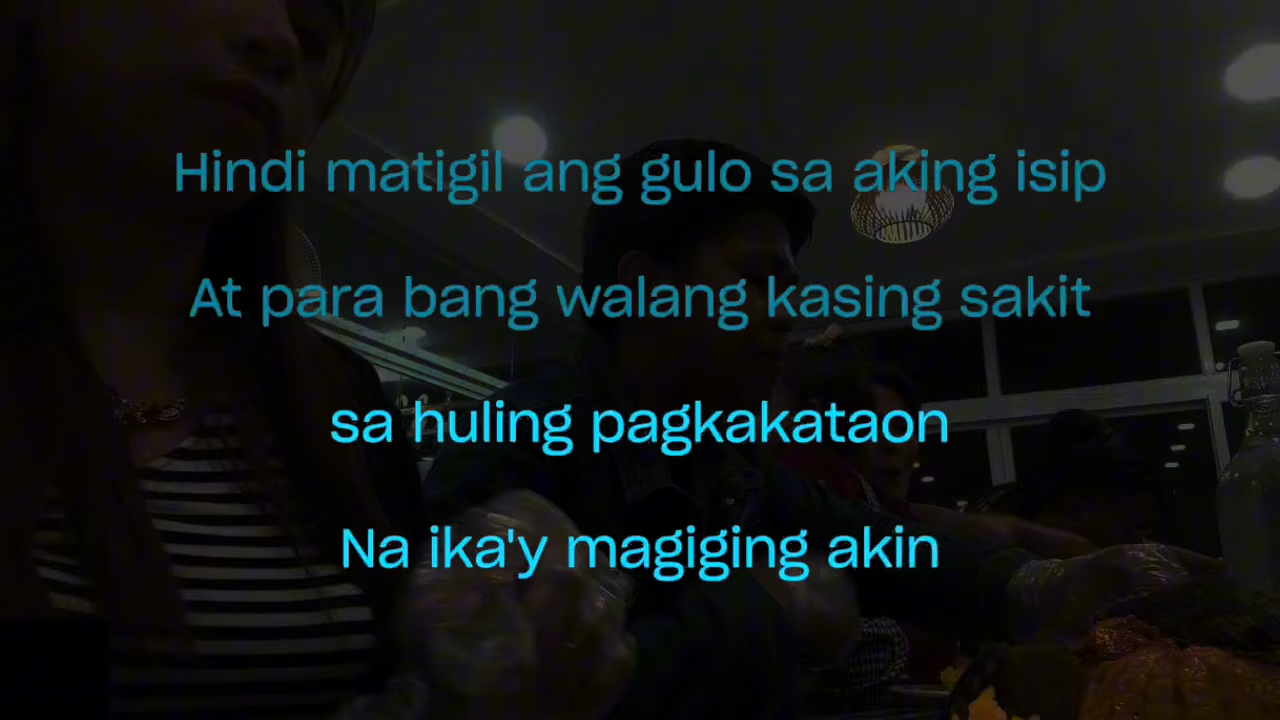 Hindi matigil ang gulo sa aking isip
At para bang walang kasing sakit
sa huling pagkakataon
Na ika'y magiging akin